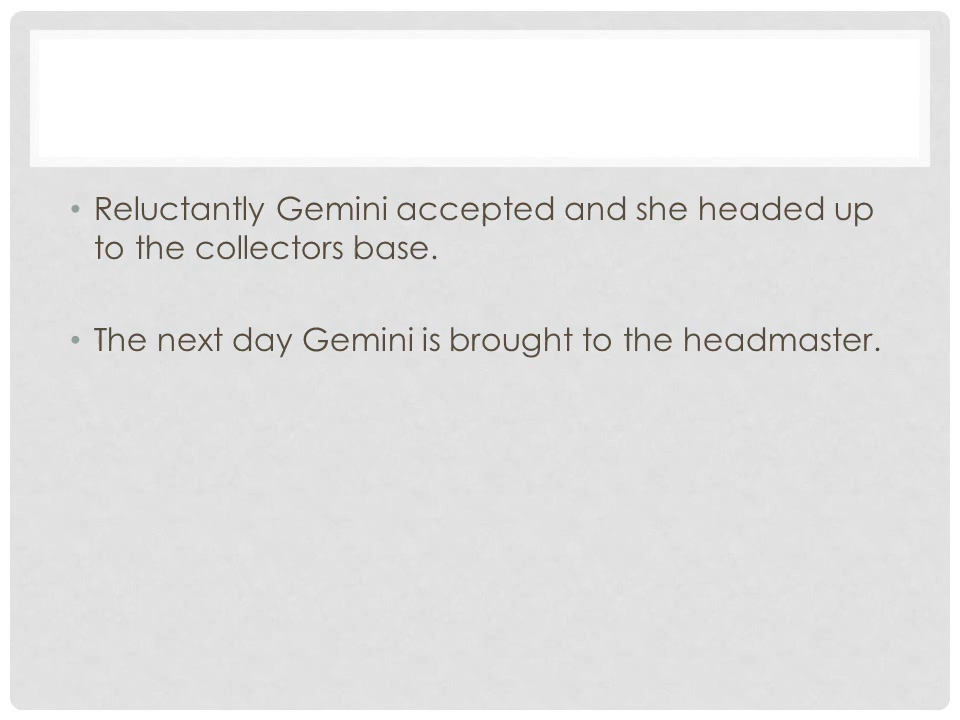 • Reluctantly Gemini accepted and she headed up
to the collectors base.
• The next day Gemini is brought to the headmaster.